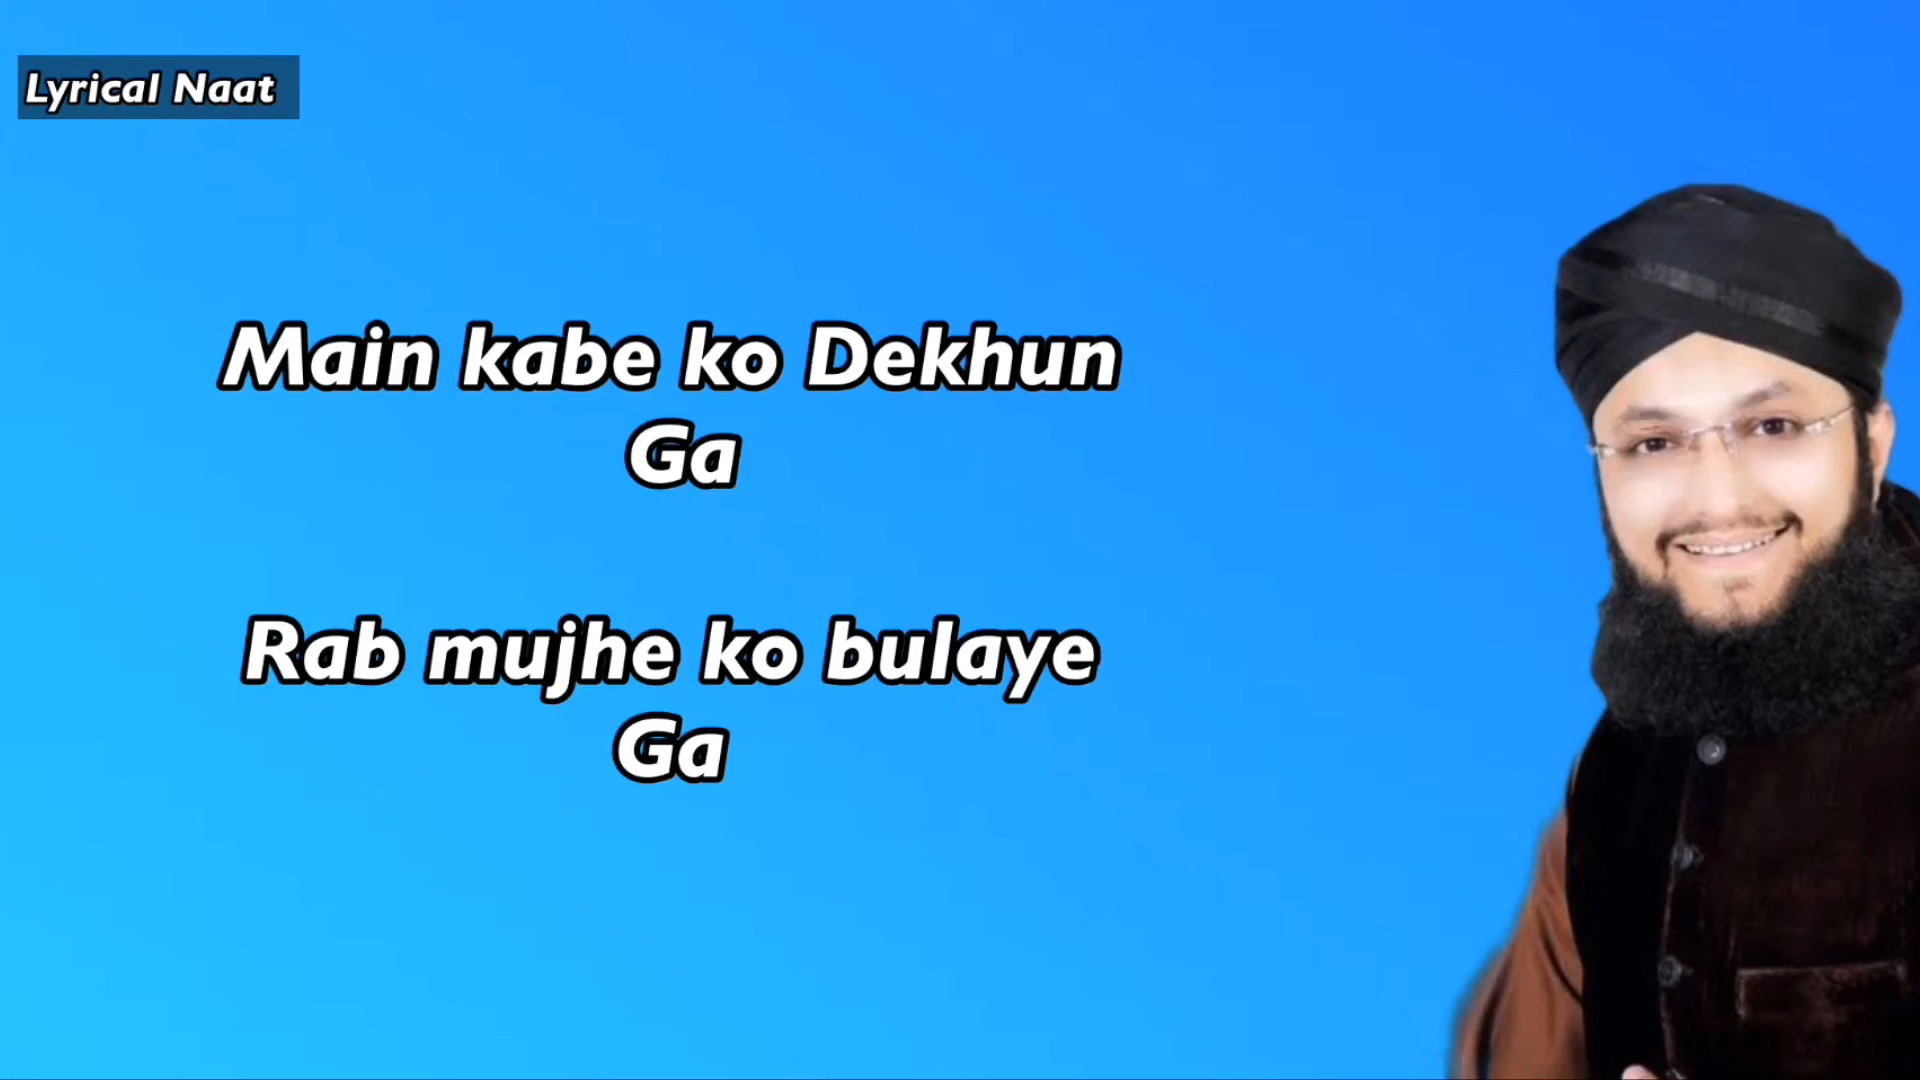 Lyrical Naat
Main kabe ko Dekhun
Ga
Rab mujhe ko bulaye
Ga